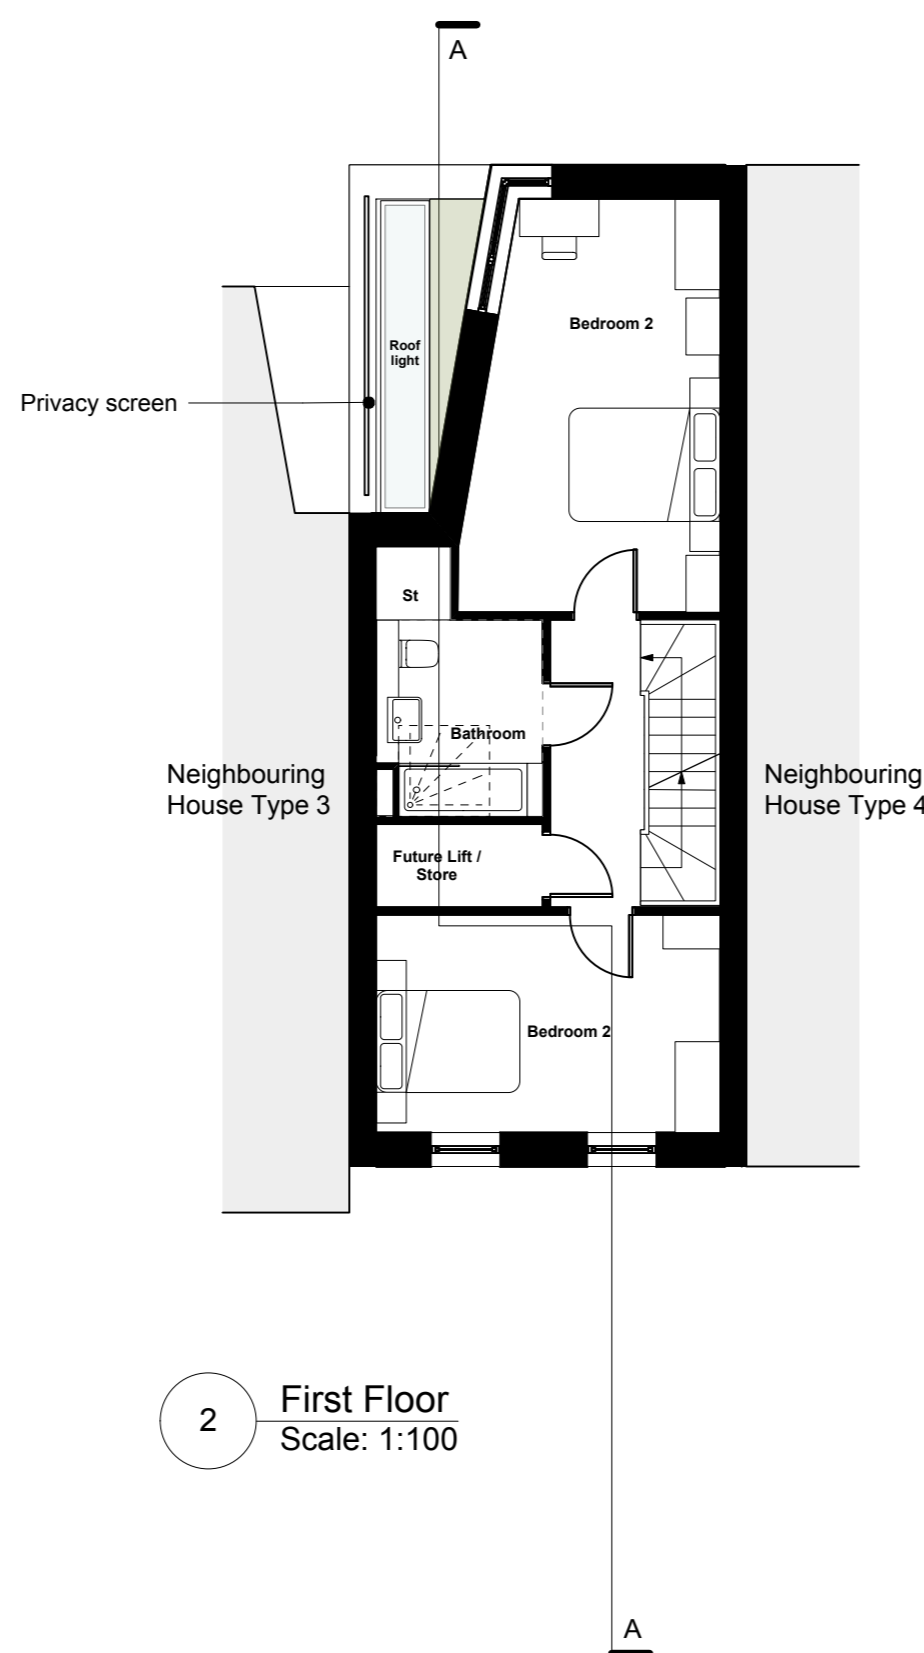 A
Bedroom 2
Roof
light
Privacy screen
St
Bathroom
Neighbouring
House Type 3
Neighbouring
House Type 4
Future Lift /
Store
Bedroom 2
2
First Floor
Scale: 1:100
A